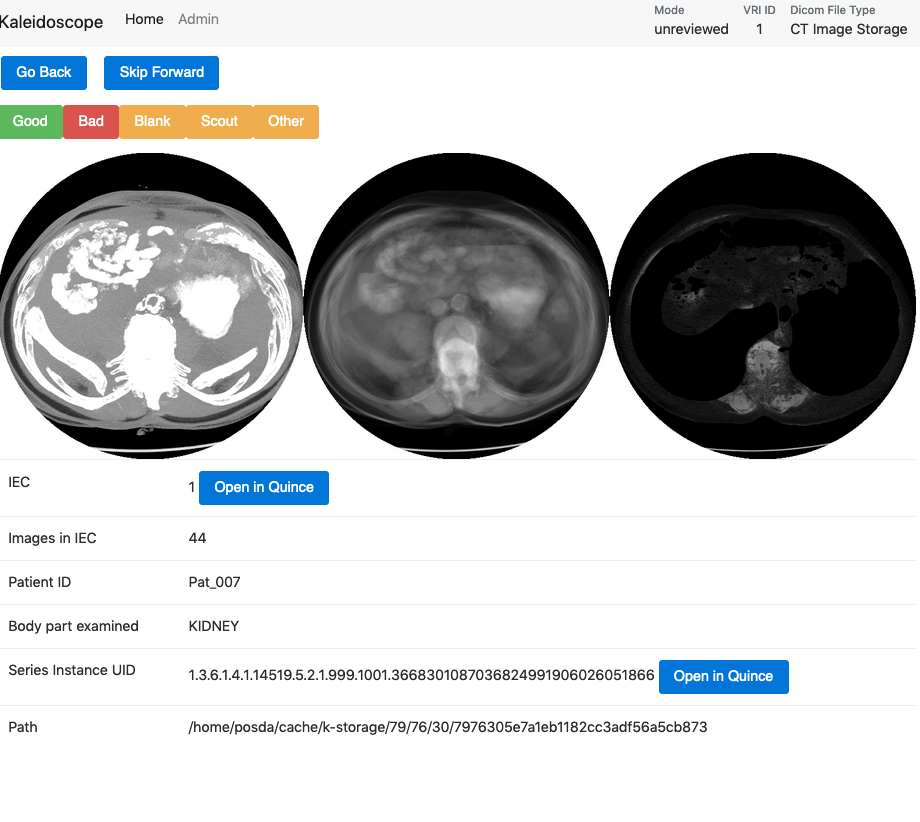 Kaleidoscope Home Admin Mode VRI ID Dicom File Type
unreviewed 1 CT Image Storage
Go Back Skip Forward
Good Bad Blank Scout Other
IEC 1 Open in Quince
Images in IEC 44
Patient ID Pat_007
Body part examined KIDNEY
Series Instance UID 1.3.6.1.4.1.14519.5.2.1.999.1001.3668301087036824991906026051866 Open in Quince
Path /home/posda/cache/k-storage/79/76/30/7976305e7a1eb1182cc3adf56a5cb873